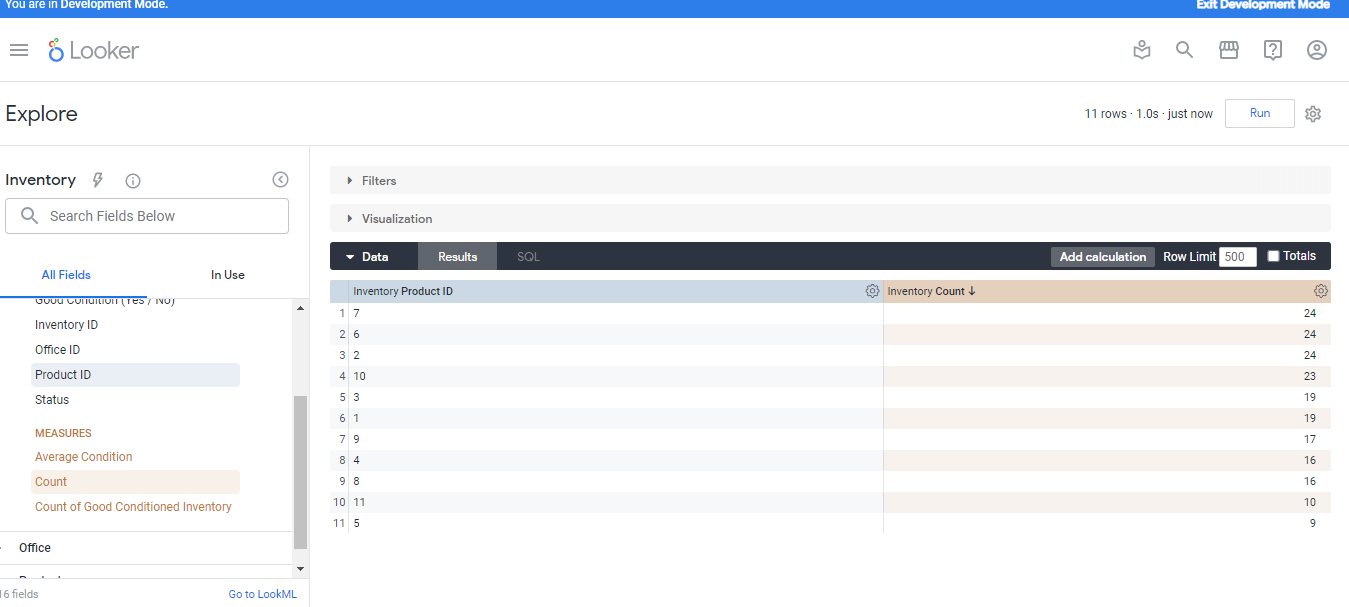 You are in Development Mode.
Exit Development Mode
Looker
Explore
11 rows · 1.0s · just now
Run
Inventory
Search Fields Below
All Fields
In Use
Good Condition (Yes / No)
Inventory ID
Office ID
Product ID
Status
MEASURES
Average Condition
Count
Count of Good Conditioned Inventory
Office
16 fields
Go to LookML
Filters
Visualization
Data
Results
SQL
Add calculation
Row Limit 500
Totals
Inventory Product ID
Inventory Count ↓
1 7 24
2 6 24
3 2 24
4 10 23
5 3 19
6 1 19
7 9 17
8 4 16
9 8 16
10 11 10
11 5 9